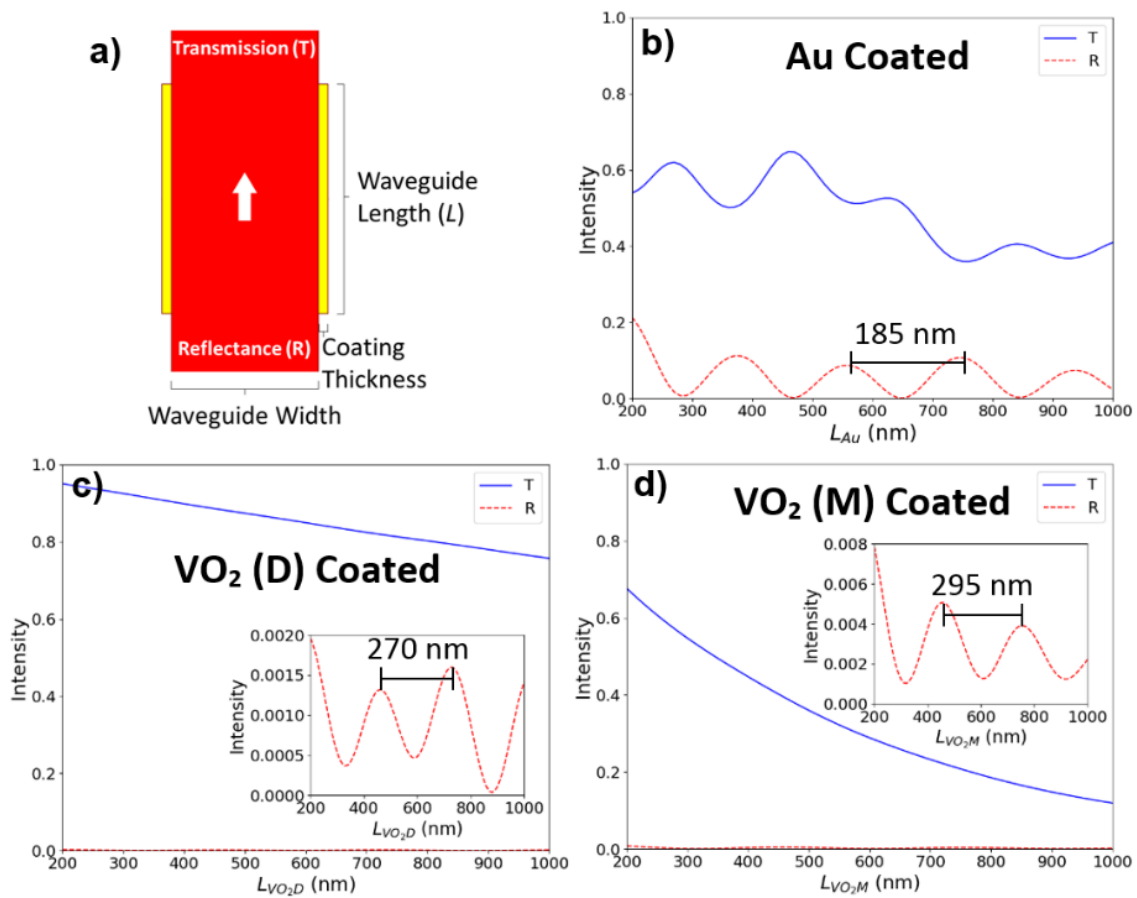 a)
Transmission (T)
Waveguide
Length (L)
Reflectance (R)
Coating
Thickness
Waveguide Width
b)
Au Coated
T
R
1.0
0.8
0.6
0.4
0.2
0.0
Intensity
185 nm
200 300 400 500 600 700 800 900 1000
L_Au (nm)
c)
VO₂ (D) Coated
T
R
1.0
0.8
0.6
0.4
0.2
0.0
Intensity
200 300 400 500 600 700 800 900 1000
L_VO₂D (nm)
270 nm
0.0020
0.0015
0.0010
0.0005
0.0000
Intensity
200 400 600 800 1000
L_VO₂D (nm)
d)
VO₂ (M) Coated
T
R
1.0
0.8
0.6
0.4
0.2
0.0
Intensity
200 300 400 500 600 700 800 900 1000
L_VO₂M (nm)
295 nm
0.008
0.006
0.004
0.002
0.000
Intensity
200 400 600 800 1000
L_VO₂M (nm)